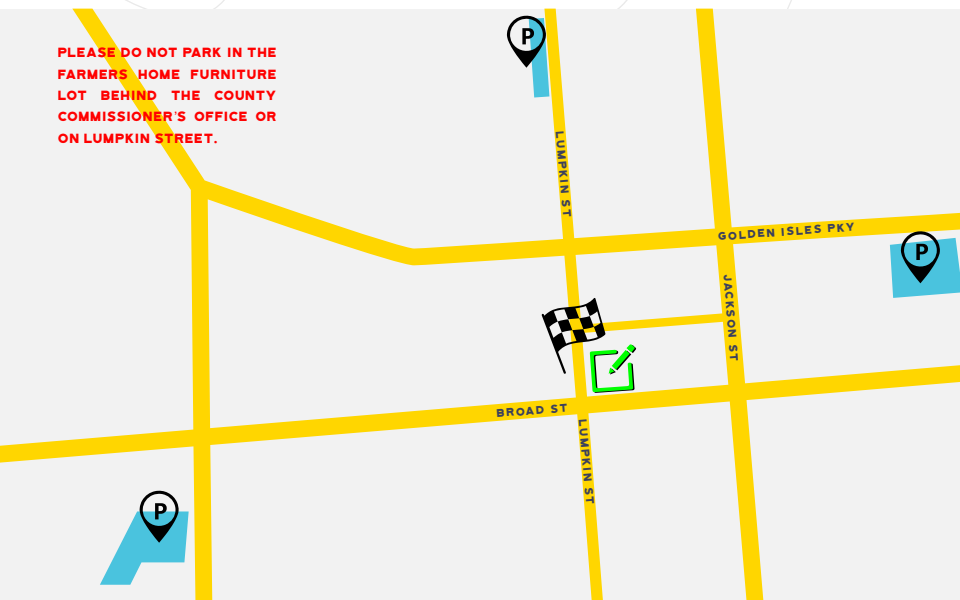 PLEASE DO NOT PARK IN THE
FARMERS HOME FURNITURE
LOT BEHIND THE COUNTY
COMMISSIONER'S OFFICE OR
ON LUMPKIN STREET.
P
LUMPKIN ST
GOLDEN ISLES PKY
P
JACKSON ST
BROAD ST
LUMPKIN ST
P